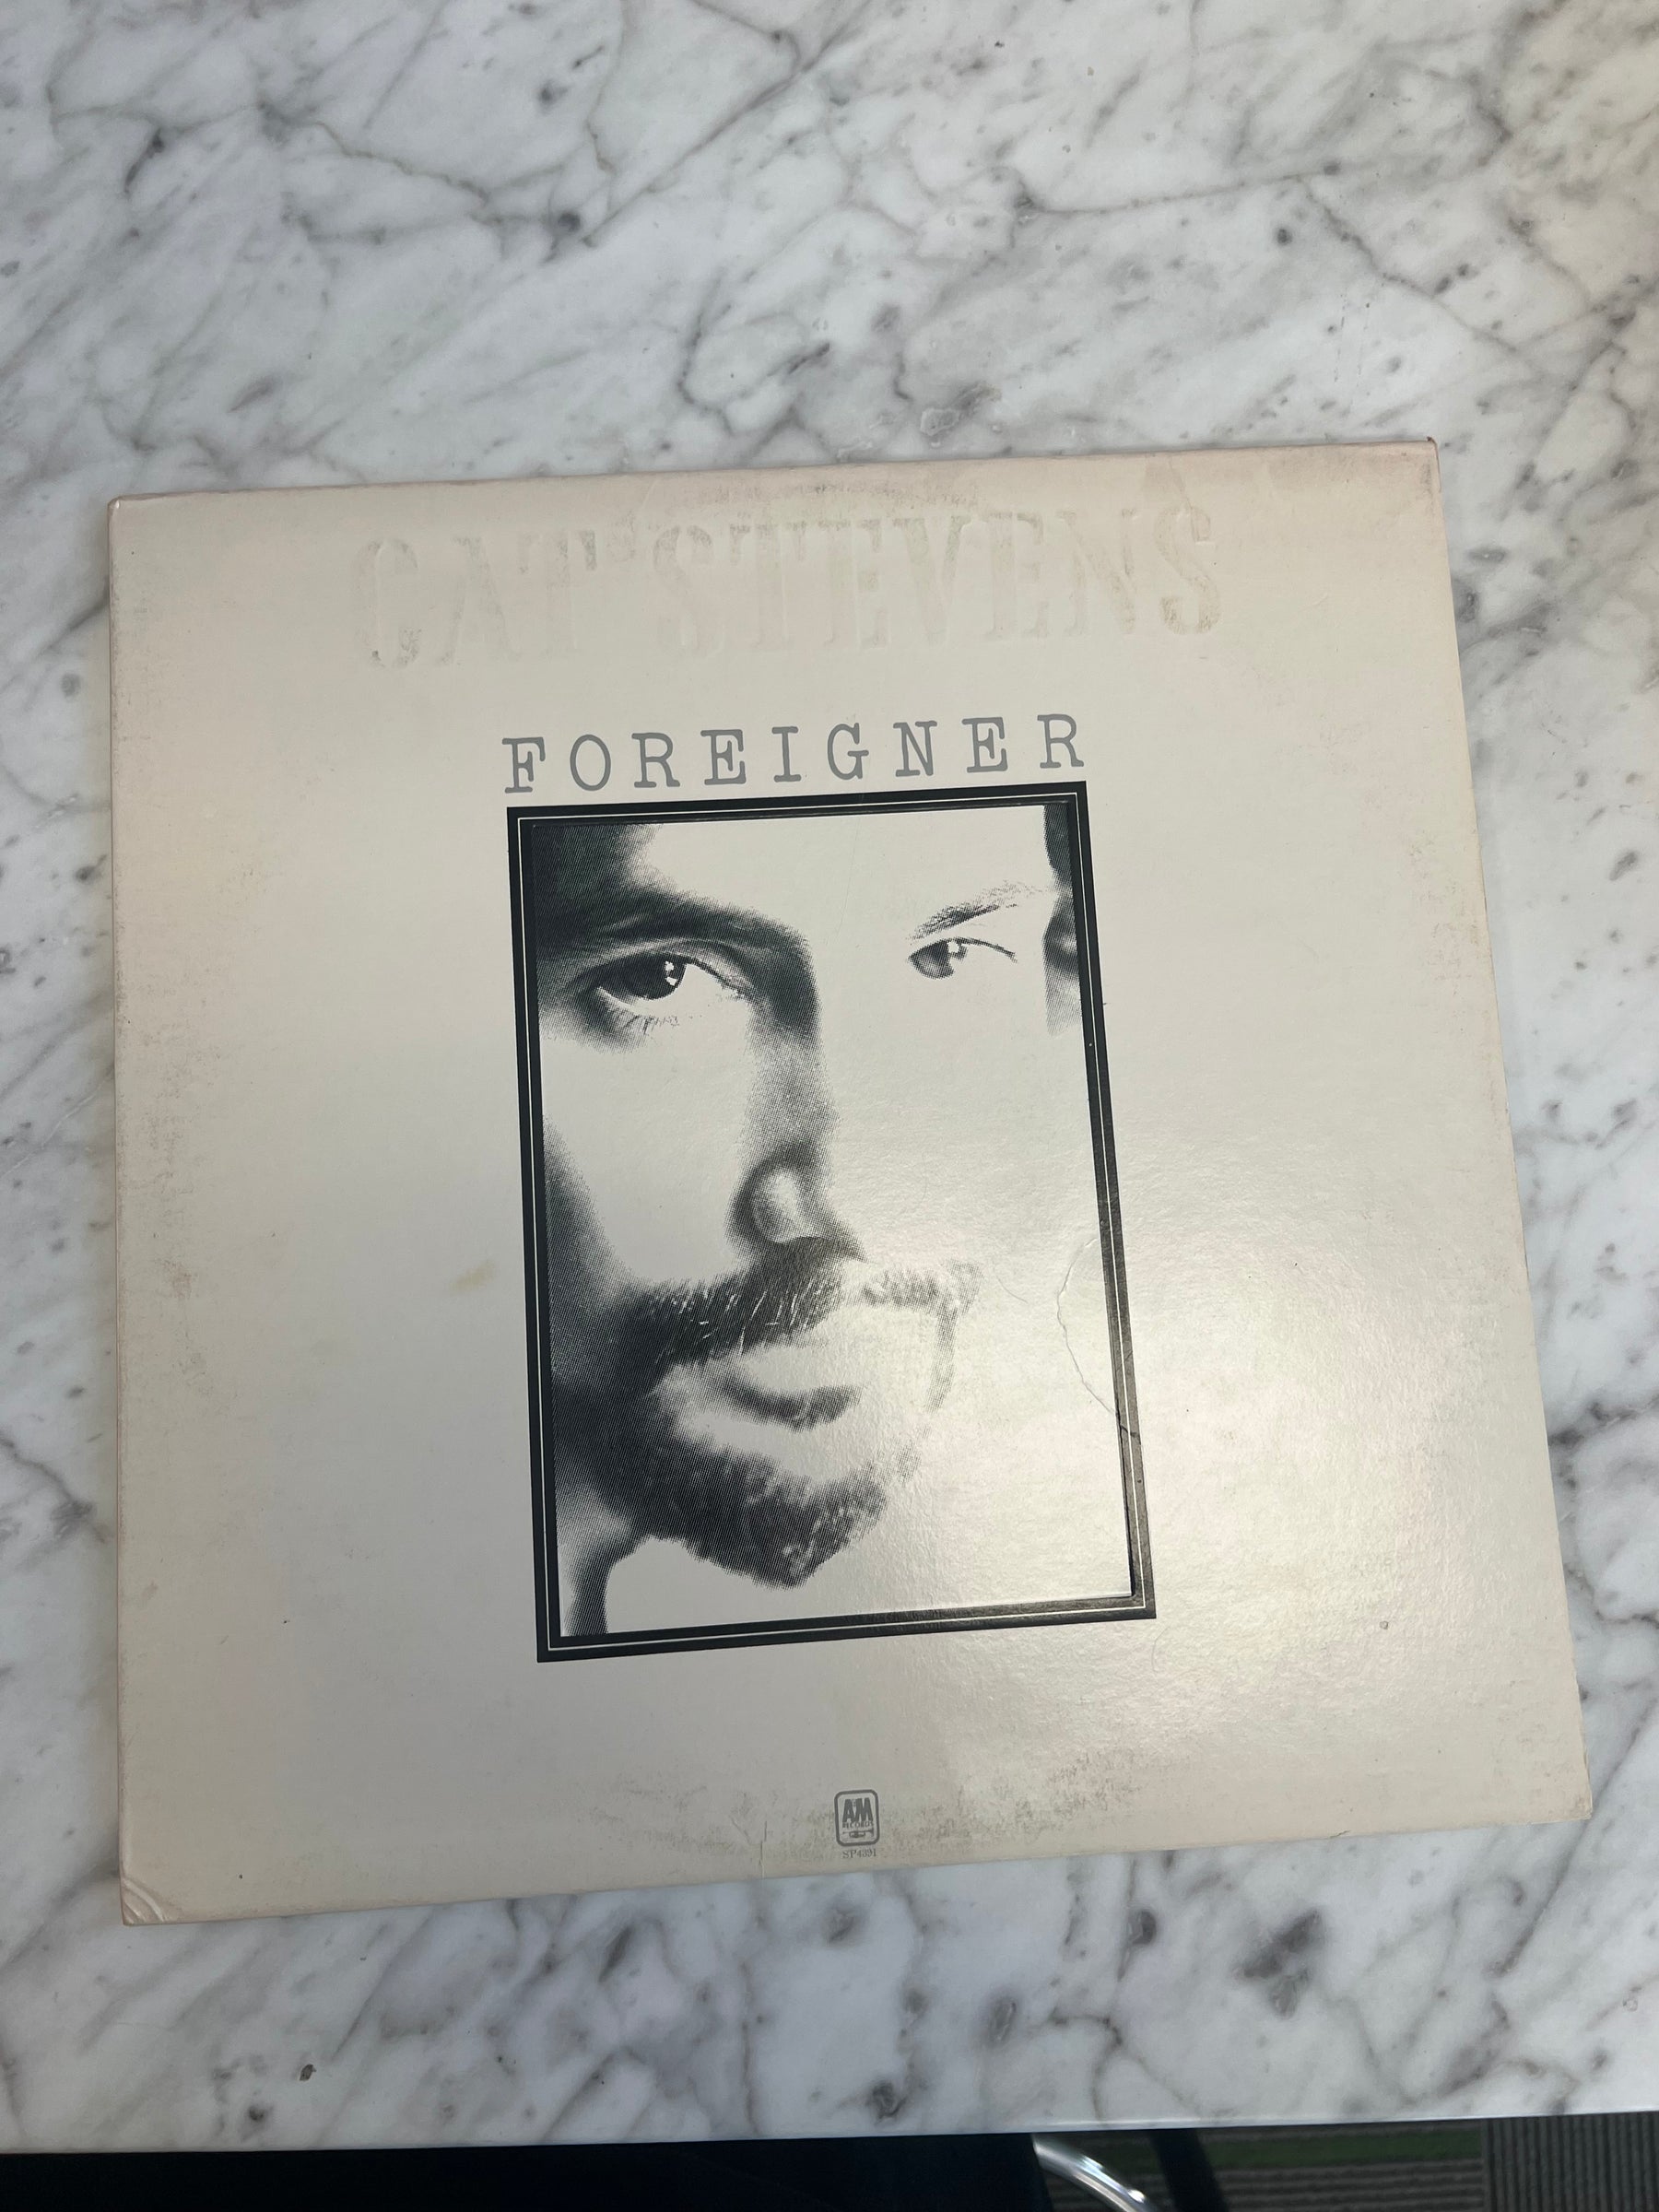 CAT STEVENS
FOREIGNER
A&M
RECORDS
SP4391